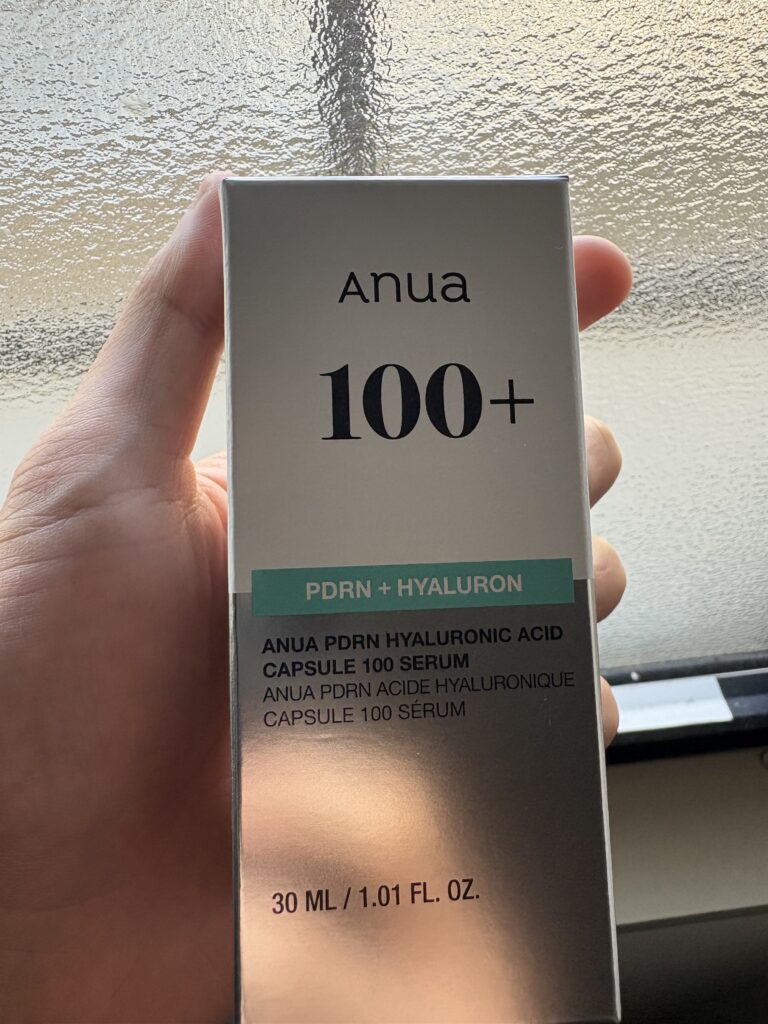 Anua
100+
PDRN + HYALURON
ANUA PDRN HYALURONIC ACID
CAPSULE 100 SERUM
ANUA PDRN ACIDE HYALURONIQUE
CAPSULE 100 SÉRUM
30 ML / 1.01 FL. OZ.